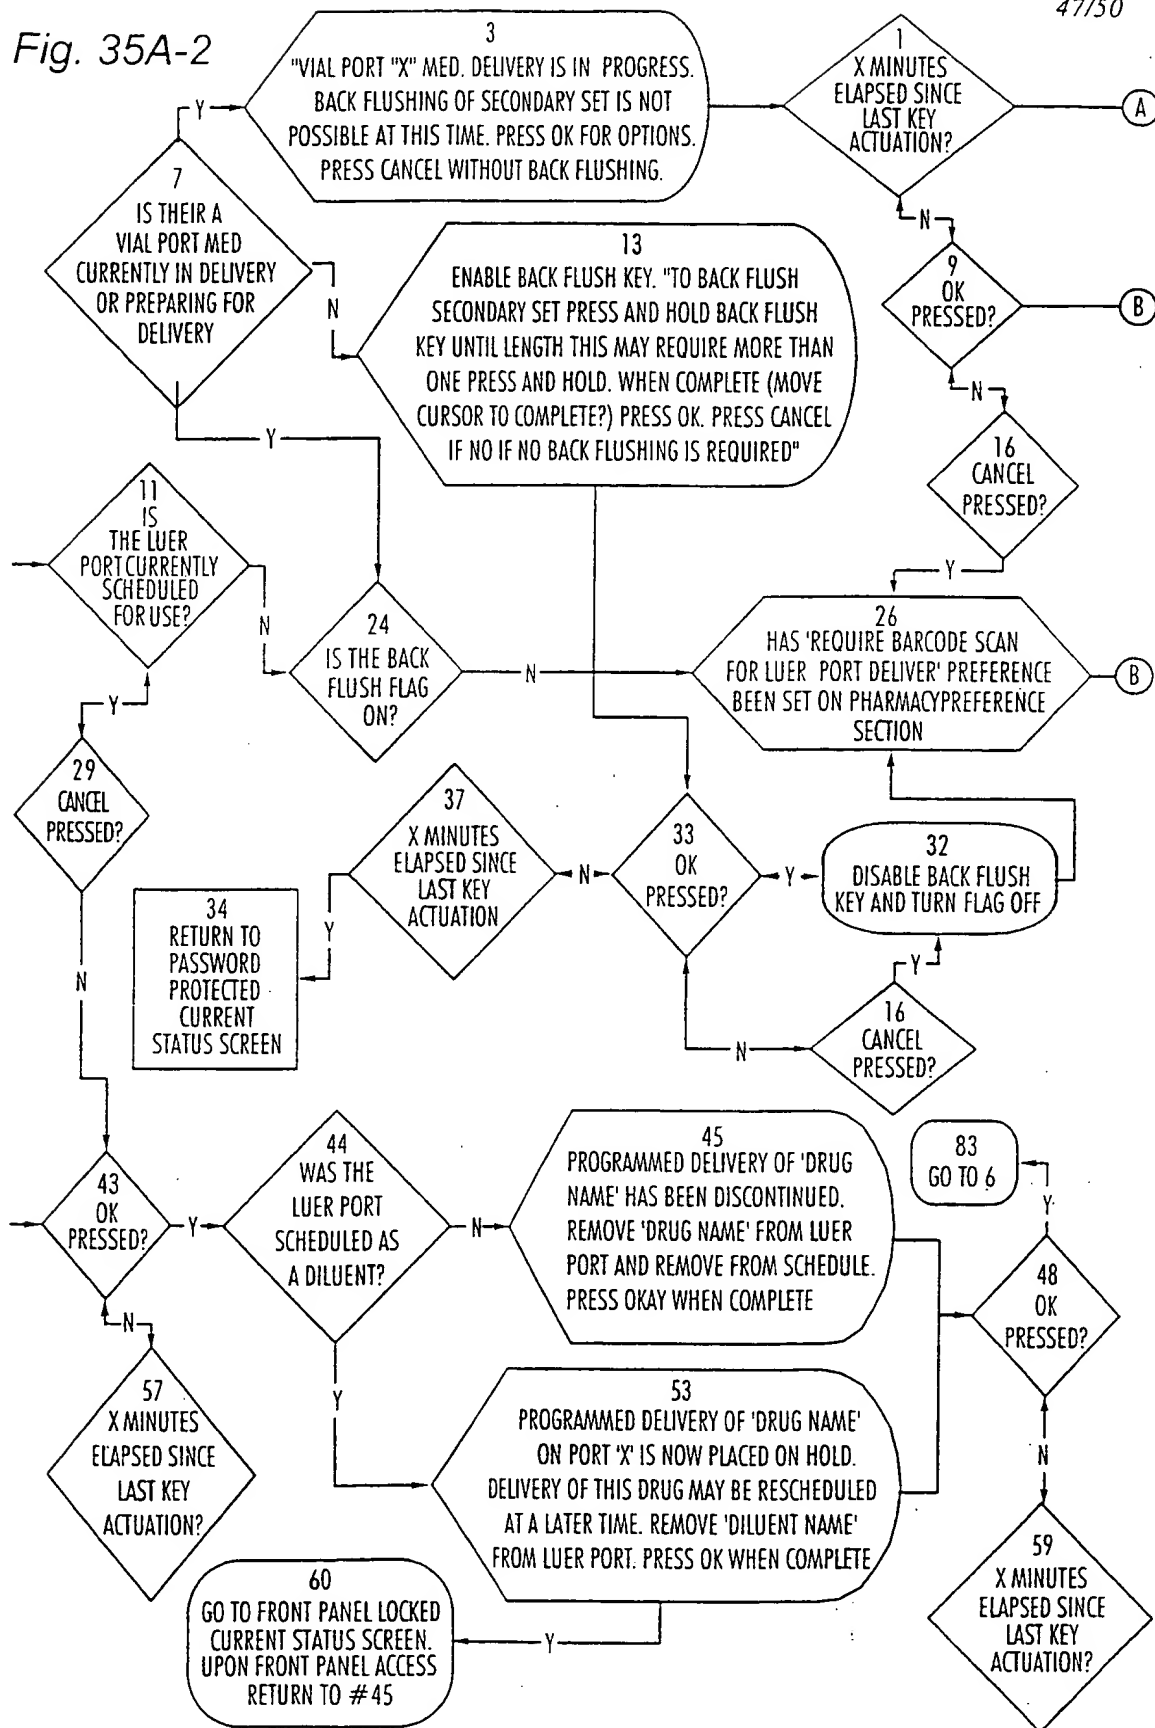 47/50
Fig. 35A-2
3
"VIAL PORT "X" MED. DELIVERY IS IN PROGRESS.
BACK FLUSHING OF SECONDARY SET IS NOT
POSSIBLE AT THIS TIME. PRESS OK FOR OPTIONS.
PRESS CANCEL WITHOUT BACK FLUSHING.
1
X MINUTES
ELAPSED SINCE
LAST KEY
ACTUATION?
A
Y
7
IS THEIR A
VIAL PORT MED
CURRENTLY IN DELIVERY
OR PREPARING FOR
DELIVERY
N
Y
13
ENABLE BACK FLUSH KEY. "TO BACK FLUSH
SECONDARY SET PRESS AND HOLD BACK FLUSH
KEY UNTIL LENGTH THIS MAY REQUIRE MORE THAN
ONE PRESS AND HOLD. WHEN COMPLETE (MOVE
CURSOR TO COMPLETE?) PRESS OK. PRESS CANCEL
IF NO IF NO BACK FLUSHING IS REQUIRED"
N
9
OK
PRESSED?
B
N
16
CANCEL
PRESSED?
Y
11
IS
THE LUER
PORT CURRENTLY
SCHEDULED
FOR USE?
N
Y
24
IS THE BACK
FLUSH FLAG
ON?
N
26
HAS 'REQUIRE BARCODE SCAN
FOR LUER PORT DELIVER' PREFERENCE
BEEN SET ON PHARMACYPREFERENCE
SECTION
B
29
CANCEL
PRESSED?
N
37
X MINUTES
ELAPSED SINCE
LAST KEY
ACTUATION
Y
N
33
OK
PRESSED?
Y
32
DISABLE BACK FLUSH
KEY AND TURN FLAG OFF
34
RETURN TO
PASSWORD
PROTECTED
CURRENT
STATUS SCREEN
Y
N
16
CANCEL
PRESSED?
43
OK
PRESSED?
Y
44
WAS THE
LUER PORT
SCHEDULED AS
A DILUENT?
N
45
PROGRAMMED DELIVERY OF 'DRUG
NAME' HAS BEEN DISCONTINUED.
REMOVE 'DRUG NAME' FROM LUER
PORT AND REMOVE FROM SCHEDULE.
PRESS OKAY WHEN COMPLETE
83
GO TO 6
Y
48
OK
PRESSED?
N
N
57
X MINUTES
ELAPSED SINCE
LAST KEY
ACTUATION?
Y
53
PROGRAMMED DELIVERY OF 'DRUG NAME'
ON PORT 'X' IS NOW PLACED ON HOLD.
DELIVERY OF THIS DRUG MAY BE RESCHEDULED
AT A LATER TIME. REMOVE 'DILUENT NAME'
FROM LUER PORT. PRESS OK WHEN COMPLETE
59
X MINUTES
ELAPSED SINCE
LAST KEY
ACTUATION?
60
GO TO FRONT PANEL LOCKED
CURRENT STATUS SCREEN.
UPON FRONT PANEL ACCESS
RETURN TO #45
Y